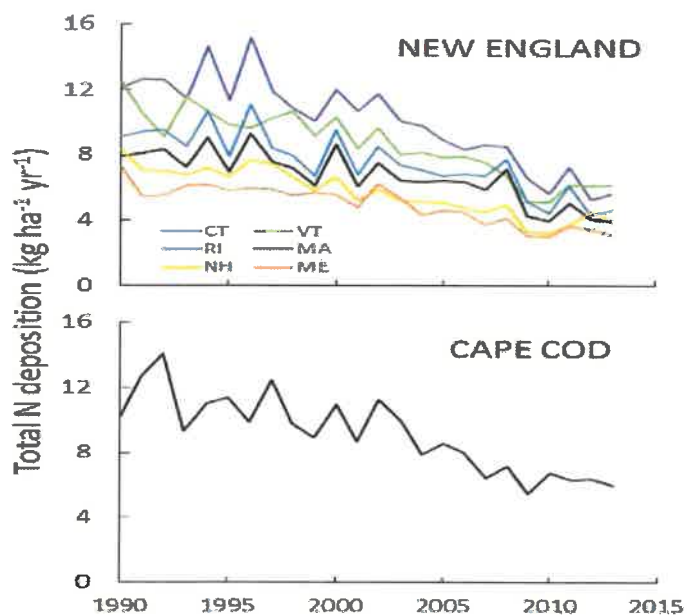 Total N deposition (kg ha⁻¹ yr⁻¹)
16
NEW ENGLAND
12
8
4
CT VT
RI MA
NH ME
0
16
CAPE COD
12
8
4
0
1990 1995 2000 2005 2010 2015